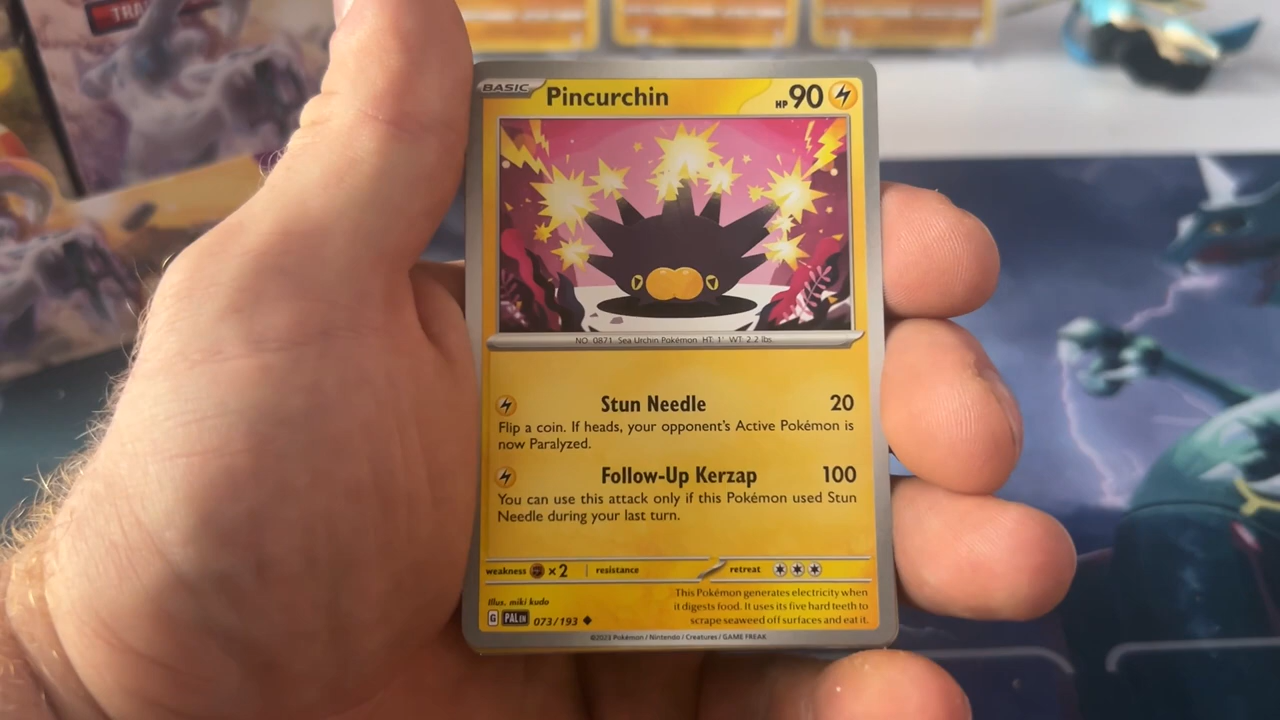 TRA
BASIC Pincurchin HP 90
NO. 0871 Sea Urchin Pokémon HT: 1' WT: 2.2 lbs.
Stun Needle 20
Flip a coin. If heads, your opponent's Active Pokémon is
now Paralyzed.
Follow-Up Kerzap 100
You can use this attack only if this Pokémon used Stun
Needle during your last turn.
weakness ×2 resistance retreat
Illus. miki kudo
G PAL EN 073/193
This Pokémon generates electricity when
it digests food. It uses its five hard teeth to
scrape seaweed off surfaces and eat it.
©2023 Pokémon / Nintendo / Creatures / GAME FREAK